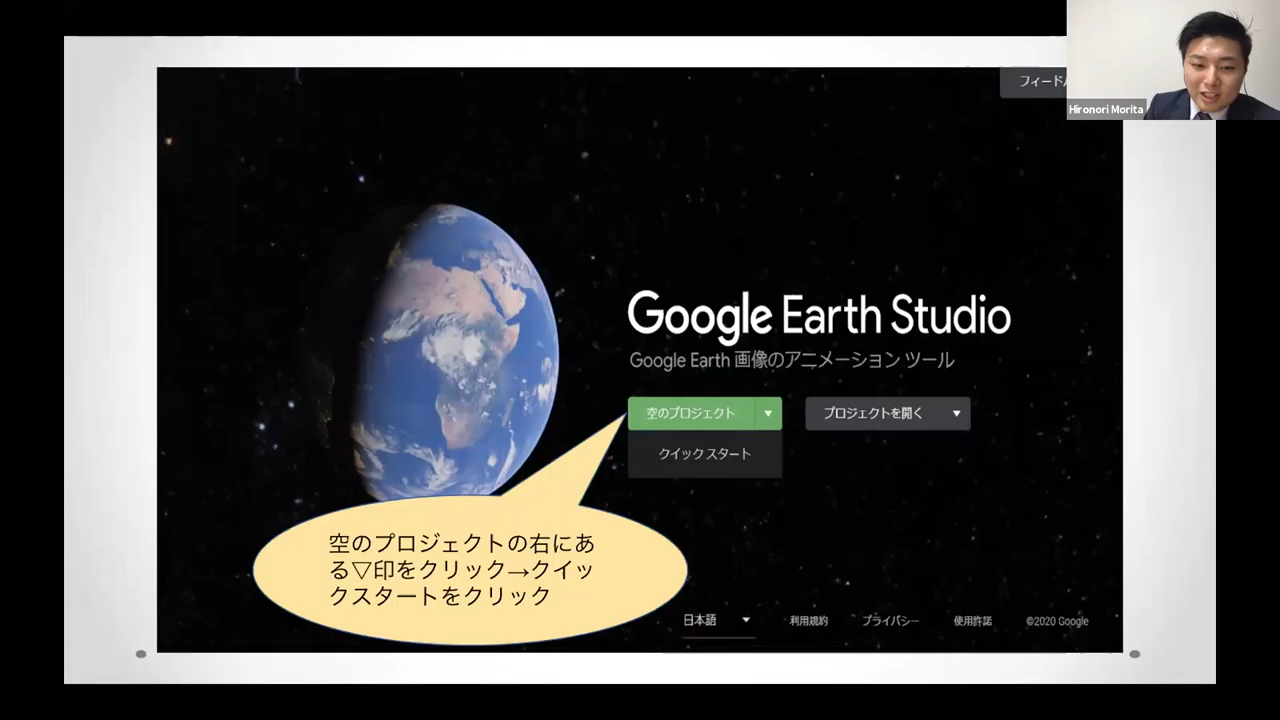 フィードバ
Hironori Morita
Google Earth Studio
Google Earth 画像のアニメーション ツール
空のプロジェクト ▼
プロジェクトを開く ▼
クイックスタート
空のプロジェクトの右にあ
る▽印をクリック→クイッ
クスタートをクリック
日本語 ▼
利用規約
プライバシー
使用許諾
©2020 Google